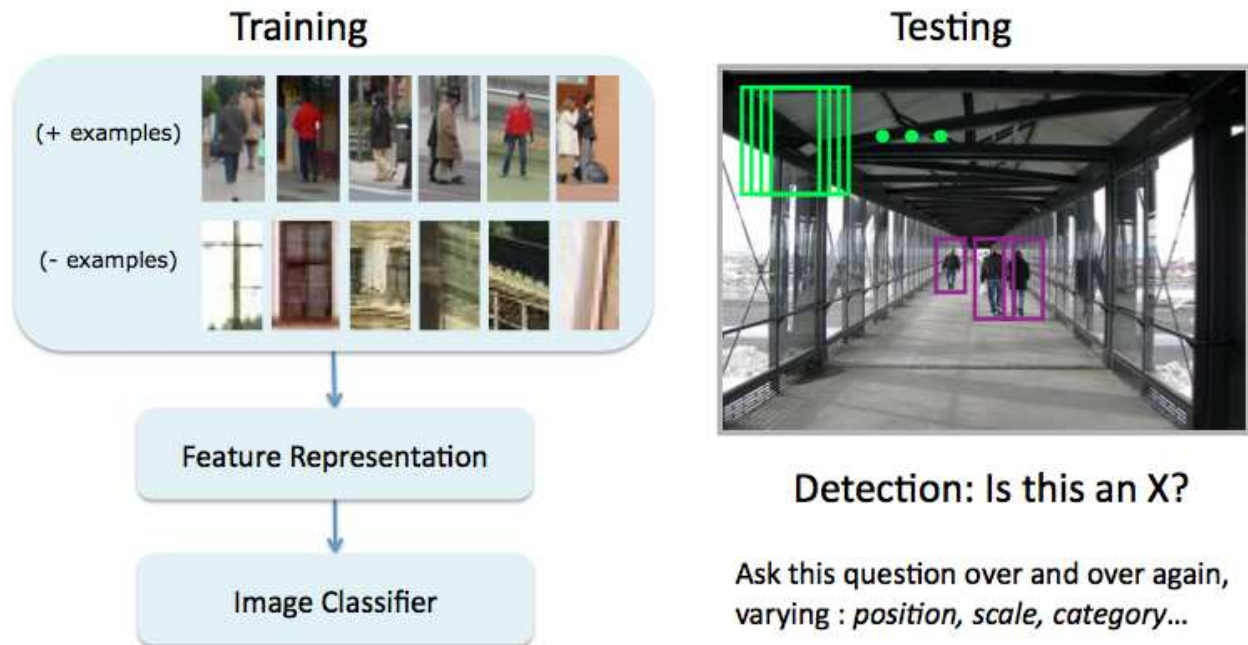 Training
(+ examples)
(- examples)
Feature Representation
Image Classifier
Testing
Detection: Is this an X?
Ask this question over and over again,
varying : position, scale, category...